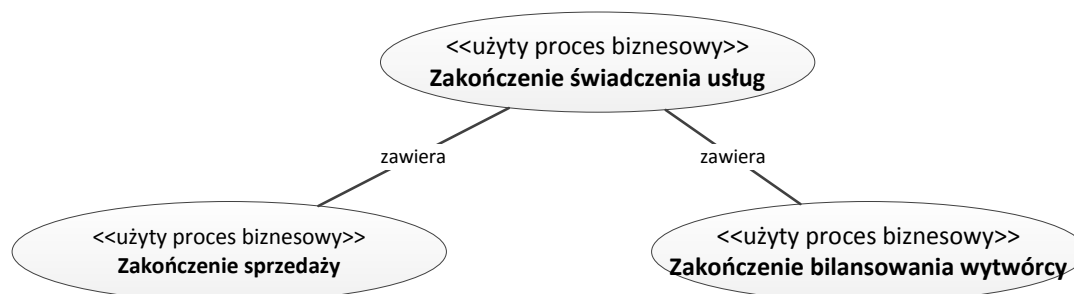 <<użyty proces biznesowy>>
Zakończenie świadczenia usług
zawiera
zawiera
<<użyty proces biznesowy>>
Zakończenie sprzedaży
<<użyty proces biznesowy>>
Zakończenie bilansowania wytwórcy